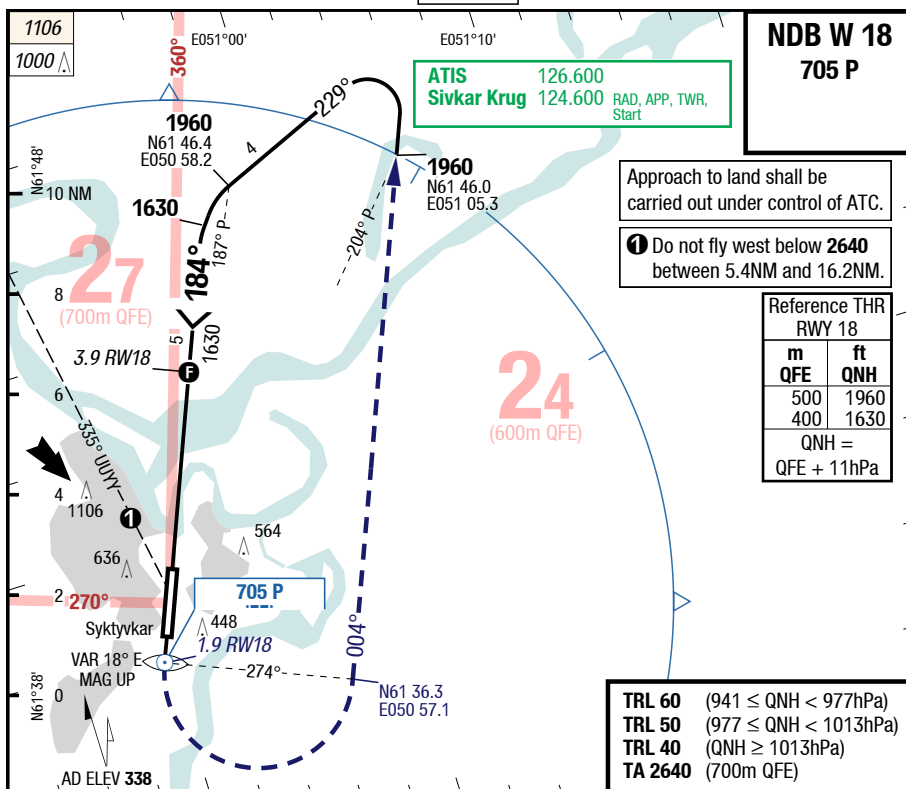 1106
1000
NDB W 18
705 P
E051°00'
E051°10'
360°
ATIS 126.600
Sivkar Krug 124.600 RAD, APP, TWR,
Start
229°
4
1960
N61 46.4
E050 58.2
1960
N61 46.0
E051 05.3
N61°48'
10 NM
1630
187° P
204° P
184°
Approach to land shall be
carried out under control of ATC.
1 Do not fly west below 2640
between 5.4NM and 16.2NM.
27
(700m QFE)
8
5
1630
3.9 RW18
F
Reference THR
RWY 18
m ft
QFE QNH
500 1960
400 1630
QNH =
QFE + 11hPa
24
(600m QFE)
6
335° UUYY
4
1106
1
564
636
2
270°
705 P
Syktyvkar
448
1.9 RW18
004°
VAR 18° E
MAG UP
274°
N61°38'
0
N61 36.3
E050 57.1
AD ELEV 338
TRL 60 (941 ≤ QNH < 977hPa)
TRL 50 (977 ≤ QNH < 1013hPa)
TRL 40 (QNH ≥ 1013hPa)
TA 2640 (700m QFE)